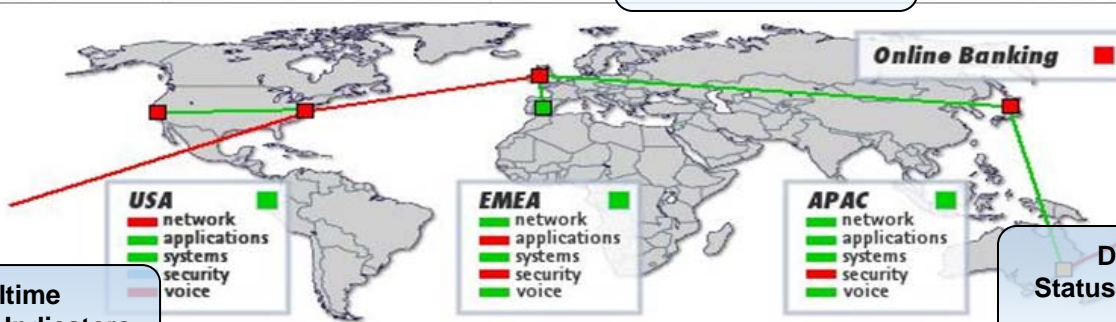 Online Banking
USA
network
applications
systems
security
voice
EMEA
network
applications
systems
security
voice
APAC
network
applications
systems
security
voice
ltime
Indicators
D
Status